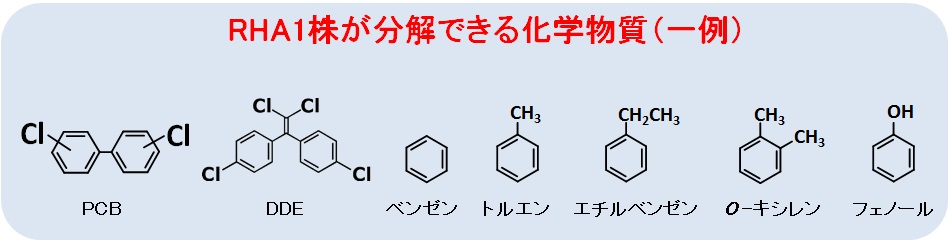 RHA1株が分解できる化学物質(一例)
Cl Cl
Cl Cl
Cl Cl
CH3
CH2CH3
CH3
CH3
OH
PCB DDE ベンゼン トルエン エチルベンゼン o-キシレン フェノール